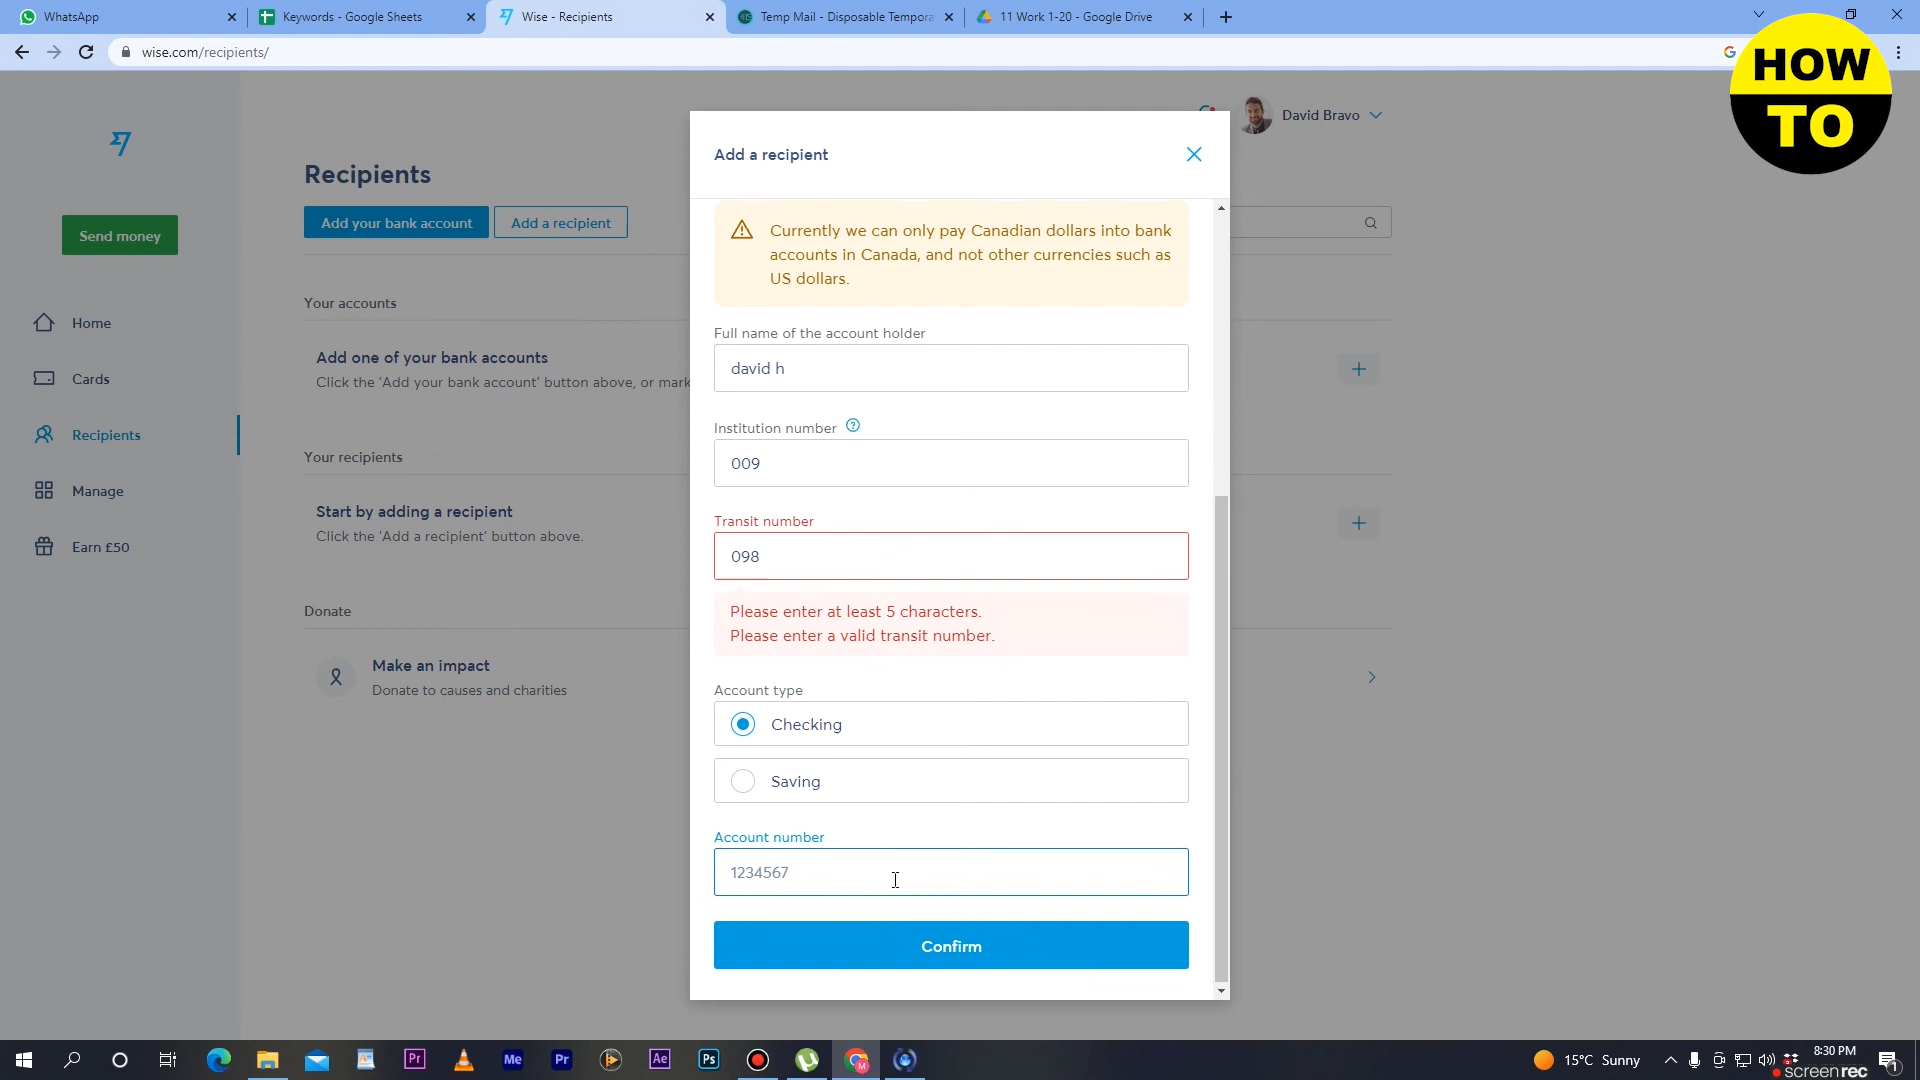 WhatsApp
Keywords - Google Sheets
Wise - Recipients
Temp Mail - Disposable Tempora
11 Work 1-20 - Google Drive
wise.com/recipients/
HOW
TO
David Bravo
Send money
Home
Cards
Recipients
Manage
Earn £50
Recipients
Add your bank account
Add a recipient
Your accounts
Add one of your bank accounts
Click the 'Add your bank account' button above, or mark
Your recipients
Start by adding a recipient
Click the 'Add a recipient' button above.
Donate
Make an impact
Donate to causes and charities
Add a recipient
Currently we can only pay Canadian dollars into bank
accounts in Canada, and not other currencies such as
US dollars.
Full name of the account holder
david h
Institution number
009
Transit number
098
Please enter at least 5 characters.
Please enter a valid transit number.
Account type
Checking
Saving
Account number
1234567
Confirm
Pr
Me
Pr
Ae
Ps
M
15°C Sunny
8:30 PM
screenrec
1